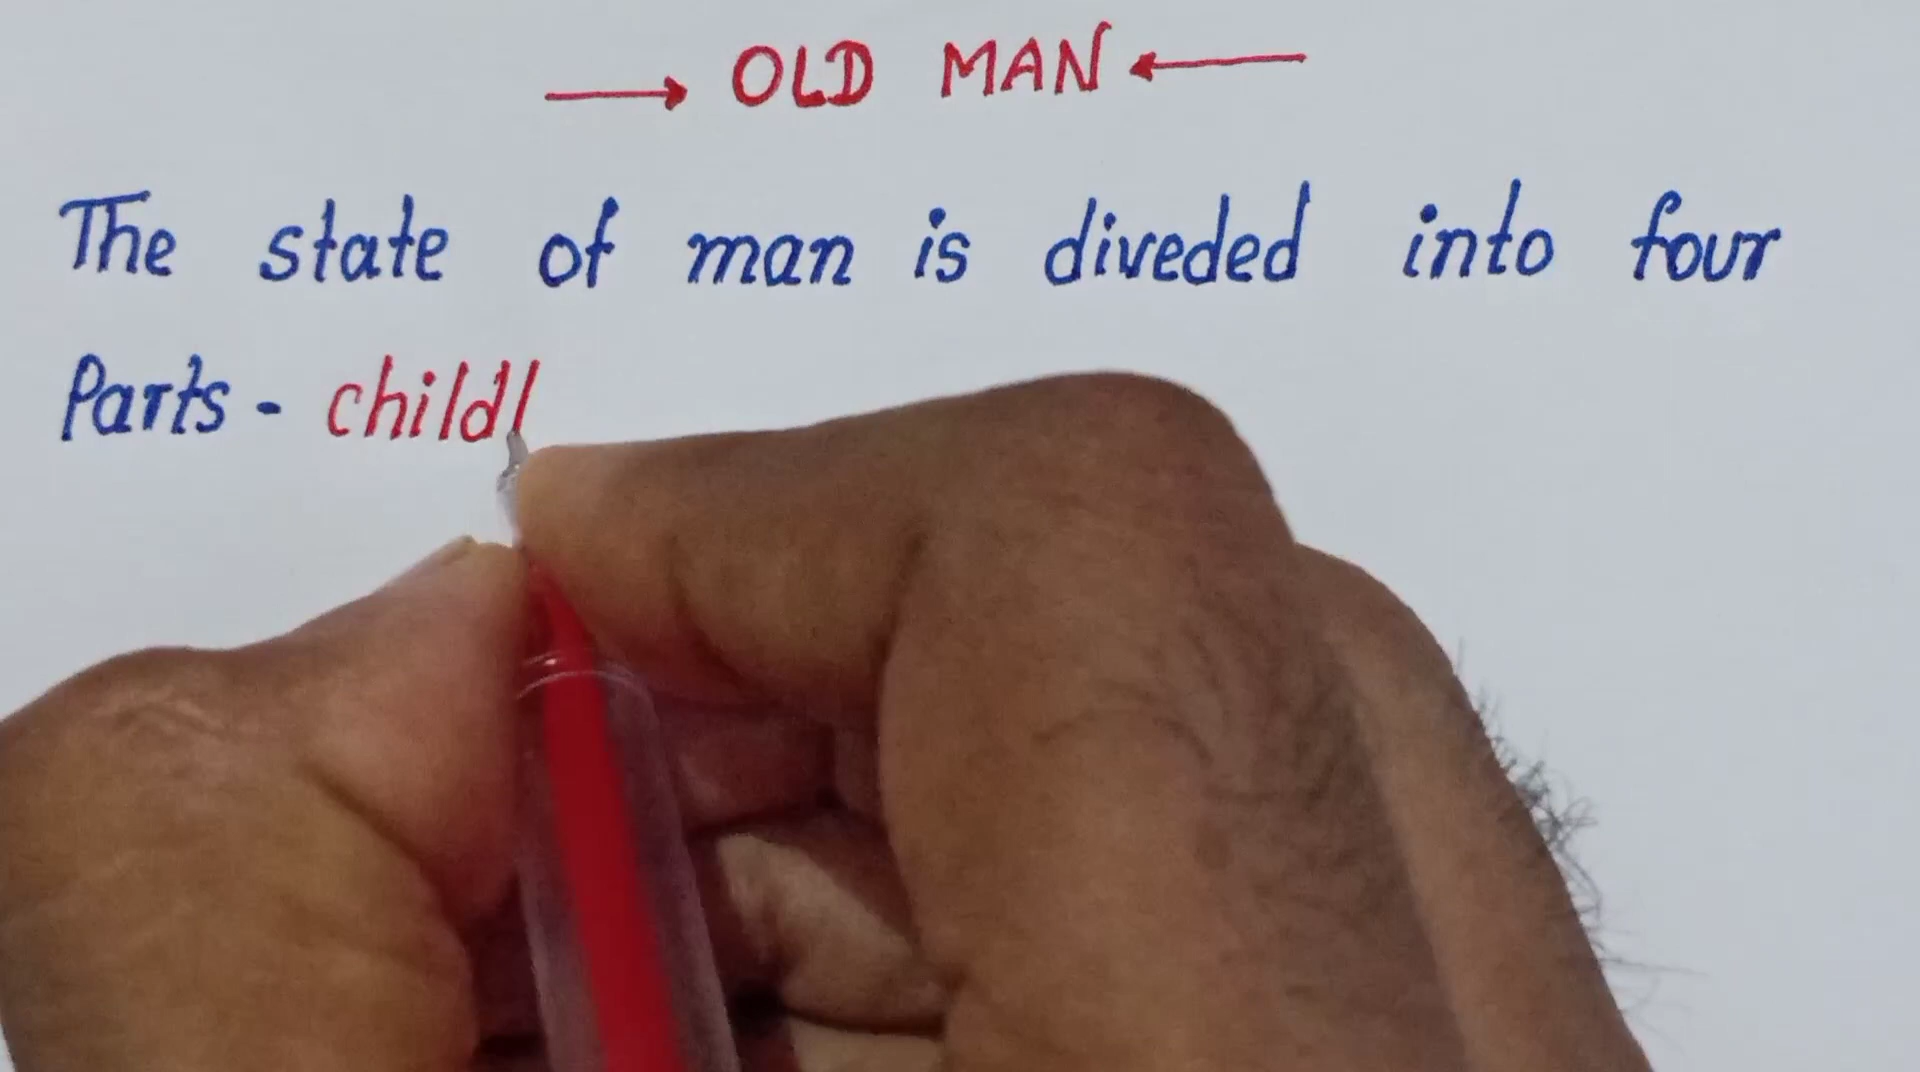 → OLD MAN ←
The state of man is diveded into four
Parts - childl